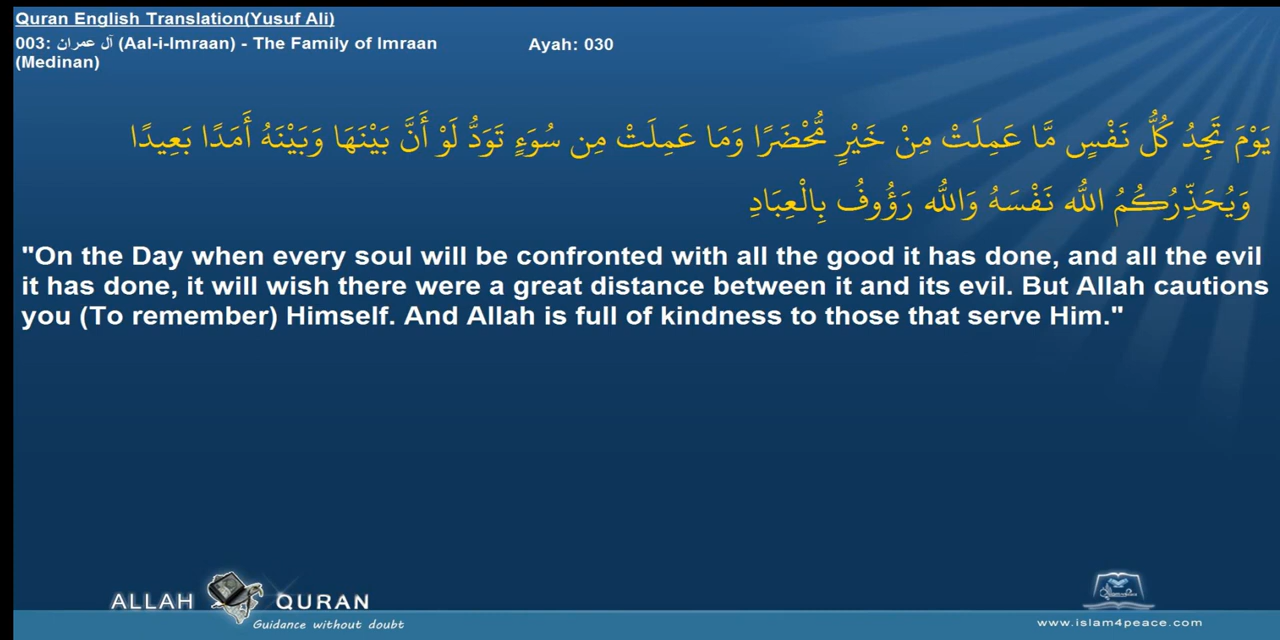 Quran English Translation(Yusuf Ali)
003: آل عمران (Aal-i-Imraan) - The Family of Imraan
(Medinan)
Ayah: 030
يَوْمَ تَجِدُ كُلُّ نَفْسٍ مَّا عَمِلَتْ مِنْ خَيْرٍ مُّحْضَرًا وَمَا عَمِلَتْ مِن سُوَءٍ تَوَدُّ لَوْ أَنَّ بَيْنَهَا وَبَيْنَهُ أَمَدًا بَعِيدًا
وَيُحَذِّرُكُمُ اللّه نَفْسَهُ وَاللّه رَؤُوفُ بِالْعِبَادِ
"On the Day when every soul will be confronted with all the good it has done, and all the evil
it has done, it will wish there were a great distance between it and its evil. But Allah cautions
you (To remember) Himself. And Allah is full of kindness to those that serve Him."
ALLAH QURAN
Guidance without doubt
www.islam4peace.com